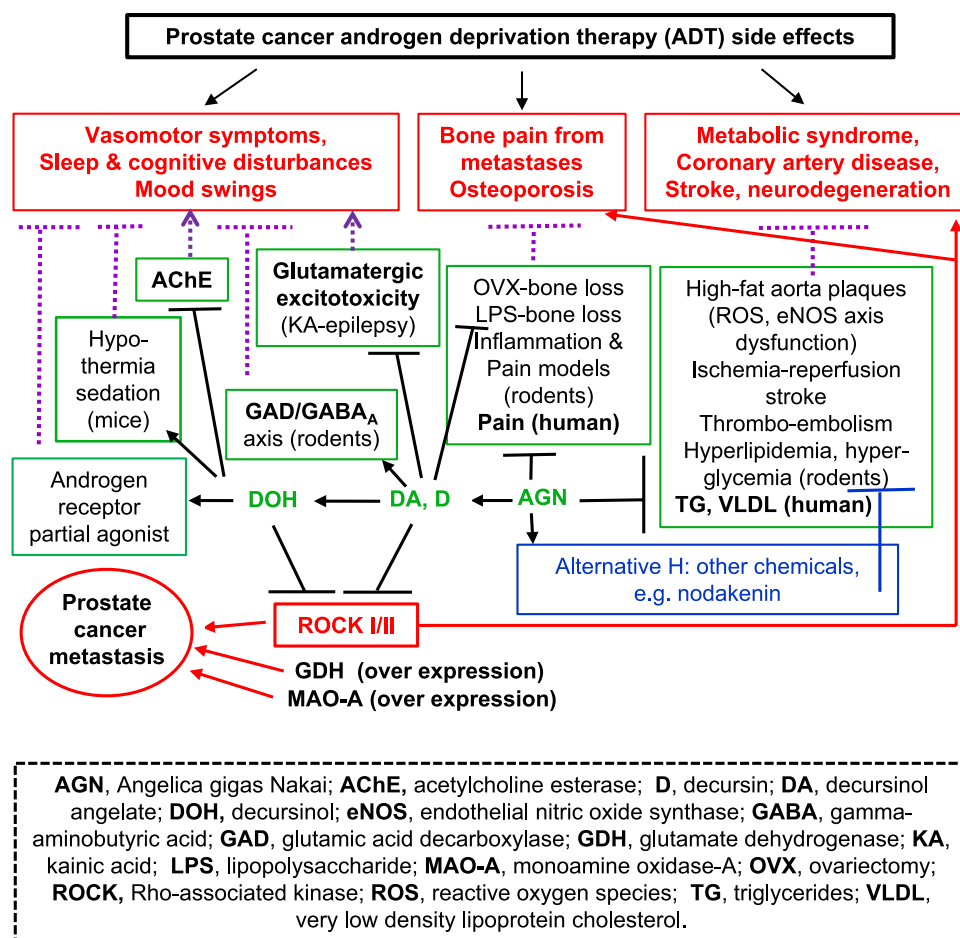 Prostate cancer androgen deprivation therapy (ADT) side effects
Vasomotor symptoms,
Sleep & cognitive disturbances
Mood swings
Bone pain from
metastases
Osteoporosis
Metabolic syndrome,
Coronary artery disease,
Stroke, neurodegeneration
AChE
Glutamatergic
excitotoxicity
(KA-epilepsy)
OVX-bone loss
LPS-bone loss
Inflammation &
Pain models
(rodents)
Pain (human)
High-fat aorta plaques
(ROS, eNOS axis
dysfunction)
Ischemia-reperfusion
stroke
Thrombo-embolism
Hyperlipidemia, hyper-
glycemia (rodents)
TG, VLDL (human)
Hypo-
thermia
sedation
(mice)
GAD/GABAA
axis (rodents)
Androgen
receptor
partial agonist
DOH
DA, D
AGN
Alternative H: other chemicals,
e.g. nodakenin
Prostate
cancer
metastasis
ROCK I/II
GDH (over expression)
MAO-A (over expression)
AGN, Angelica gigas Nakai; AChE, acetylcholine esterase; D, decursin; DA, decursinol
angelate; DOH, decursinol; eNOS, endothelial nitric oxide synthase; GABA, gamma-
aminobutyric acid; GAD, glutamic acid decarboxylase; GDH, glutamate dehydrogenase; KA,
kainic acid; LPS, lipopolysaccharide; MAO-A, monoamine oxidase-A; OVX, ovariectomy;
ROCK, Rho-associated kinase; ROS, reactive oxygen species; TG, triglycerides; VLDL,
very low density lipoprotein cholesterol.